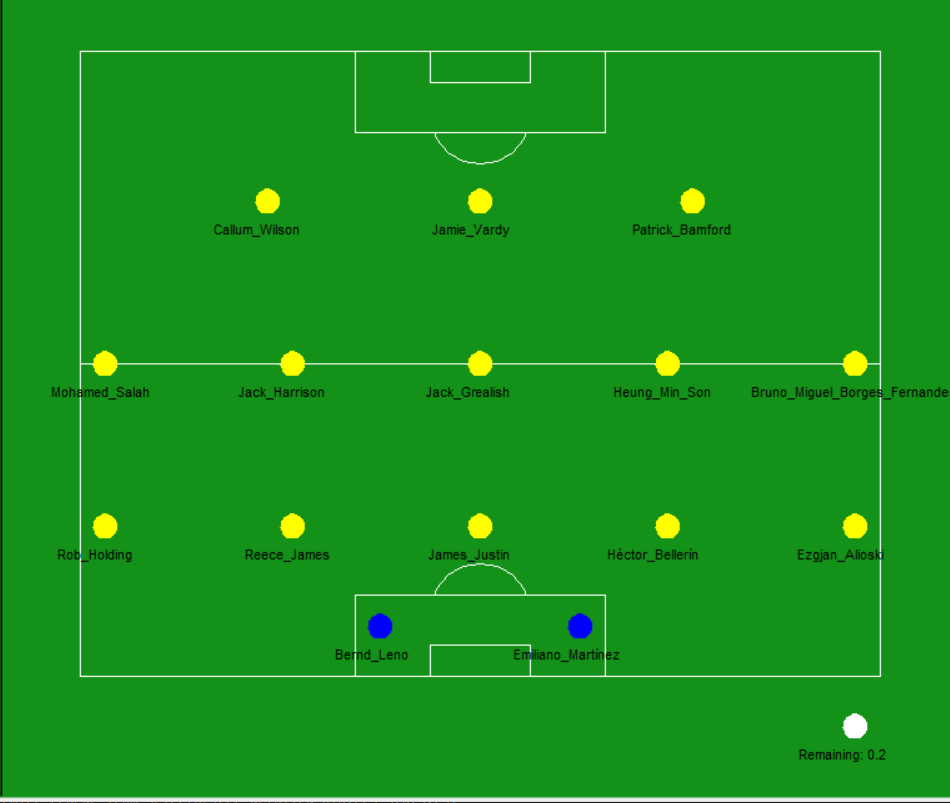 Callum_Wilson
Jamie_Vardy
Patrick_Bamford
Mohamed_Salah
Jack_Harrison
Jack_Grealish
Heung_Min_Son
Bruno_Miguel_Borges_Fernande
Rob_Holding
Reece_James
James_Justin
Héctor_Bellerín
Ezgjan_Alioski
Bernd_Leno
Emiliano_Martínez
Remaining: 0.2